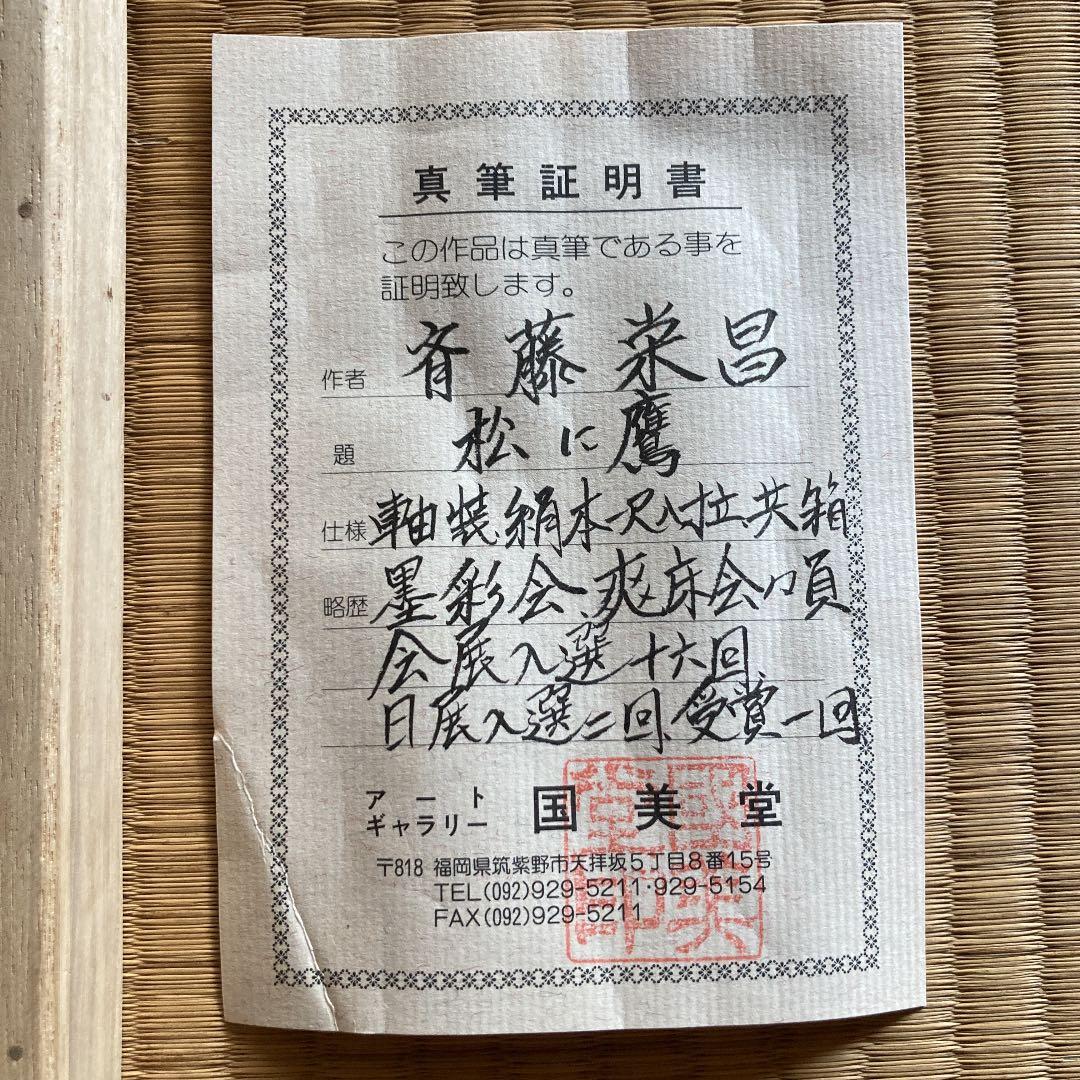 真筆証明書
この作品は真筆である事を
証明致します。
作者 斉藤栄昌
題 松に鷹
仕様 軸装絹本尺八拉、共箱
略歴 墨彩会、爽床会々員
会展入選十六回
日展入選二回、受賞一回
アート
ギャラリー 国美堂
〒818 福岡県筑紫野市天拝坂5丁目8番15号
TEL(092)929-5211・929-5154
FAX(092)929-5211
國美堂印